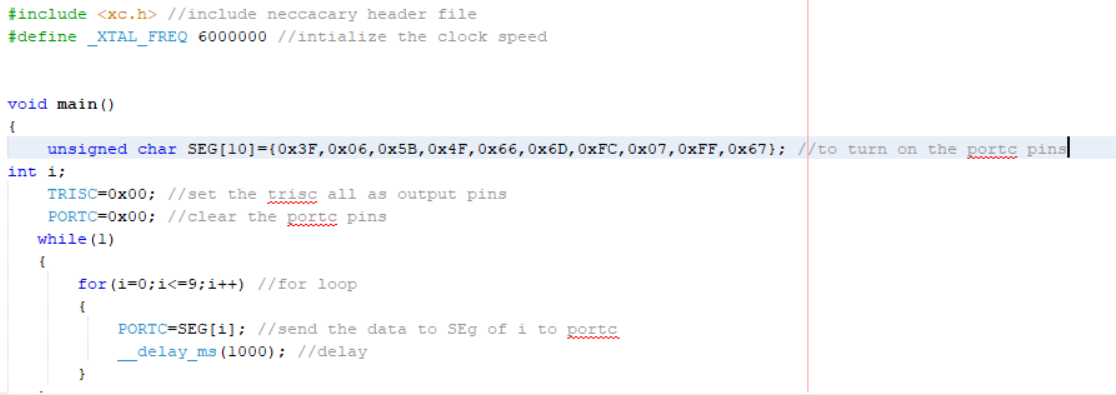 #include <xc.h> //include neccacary header file
#define _XTAL_FREQ 6000000 //intialize the clock speed
void main()
{
unsigned char SEG[10]={0x3F,0x06,0x5B,0x4F,0x66,0x6D,0xFC,0x07,0xFF,0x67}; //to turn on the portc pins
int i;
TRISC=0x00; //set the trisc all as output pins
PORTC=0x00; //clear the portc pins
while(1)
{
for(i=0;i<=9;i++) //for loop
{
PORTC=SEG[i]; //send the data to SEg of i to portc
__delay_ms(1000); //delay
}